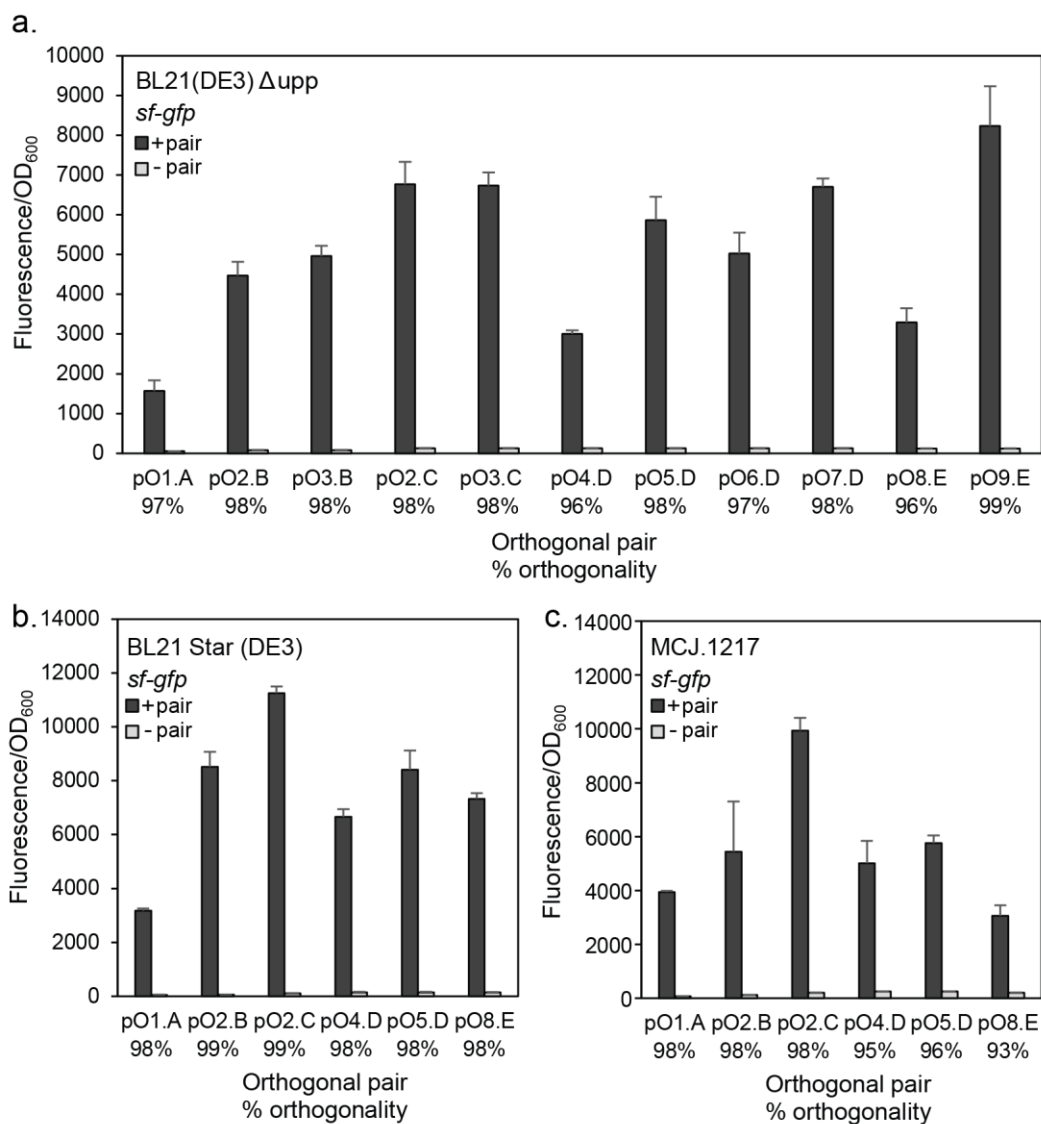 a.
BL21(DE3) Δupp
sf-gfp
+pair
- pair
Fluorescence/OD600
10000
9000
8000
7000
6000
5000
4000
3000
2000
1000
0
pO1.A pO2.B pO3.B pO2.C pO3.C pO4.D pO5.D pO6.D pO7.D pO8.E pO9.E
97% 98% 98% 98% 98% 96% 98% 97% 98% 96% 99%
Orthogonal pair
% orthogonality
b.
BL21 Star (DE3)
sf-gfp
+pair
- pair
Fluorescence/OD600
14000
12000
10000
8000
6000
4000
2000
0
pO1.A pO2.B pO2.C pO4.D pO5.D pO8.E
98% 99% 99% 98% 98% 98%
Orthogonal pair
% orthogonality
c.
MCJ.1217
sf-gfp
+pair
- pair
Fluorescence/OD600
14000
12000
10000
8000
6000
4000
2000
0
pO1.A pO2.B pO2.C pO4.D pO5.D pO8.E
98% 98% 98% 95% 96% 93%
Orthogonal pair
% orthogonality